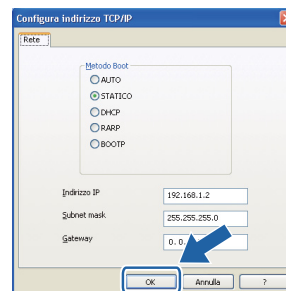 Configura indirizzo TCP/IP
Rete
Metodo Boot
AUTO
STATICO
DHCP
RARP
BOOTP
Indirizzo IP
192.168.1.2
Subnet mask
255.255.255.0
Gateway
0.0.
OK
Annulla
?